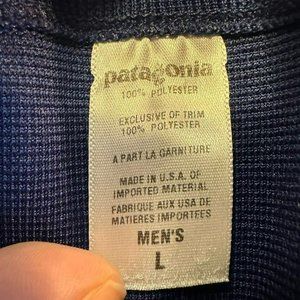 patagonia
100% POLYESTER
EXCLUSIVE OF TRIM
100% POLYESTER
A PART LA GARNITURE
MADE IN U.S.A. OF
IMPORTED MATERIAL
FABRIQUE AUX USA DE
MATIERES IMPORTEES
MEN'S
L